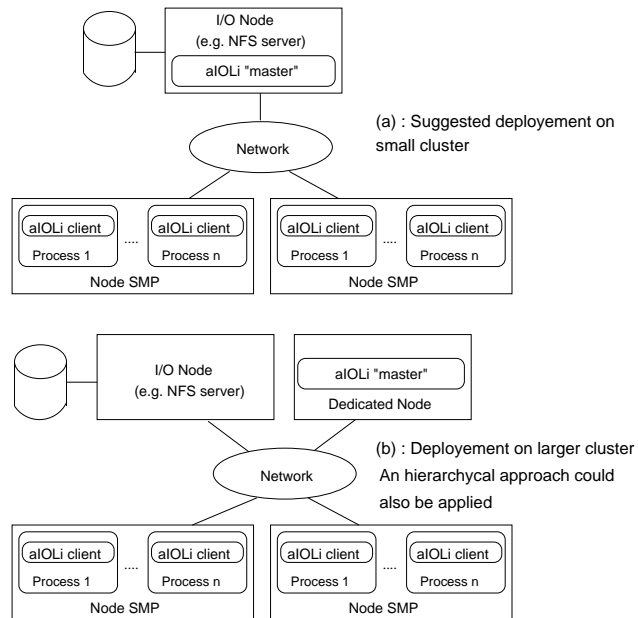 I/O Node
(e.g. NFS server)
aIOLi "master"
(a) : Suggested deployement on
small cluster
Network
aIOLi client .... aIOLi client aIOLi client .... aIOLi client
Process 1 Process n Process 1 Process n
Node SMP Node SMP
I/O Node
(e.g. NFS server)
aIOLi "master"
Dedicated Node
(b) : Deployement on larger cluster
An hierarchycal approach could
also be applied
Network
aIOLi client .... aIOLi client aIOLi client .... aIOLi client
Process 1 Process n Process 1 Process n
Node SMP Node SMP